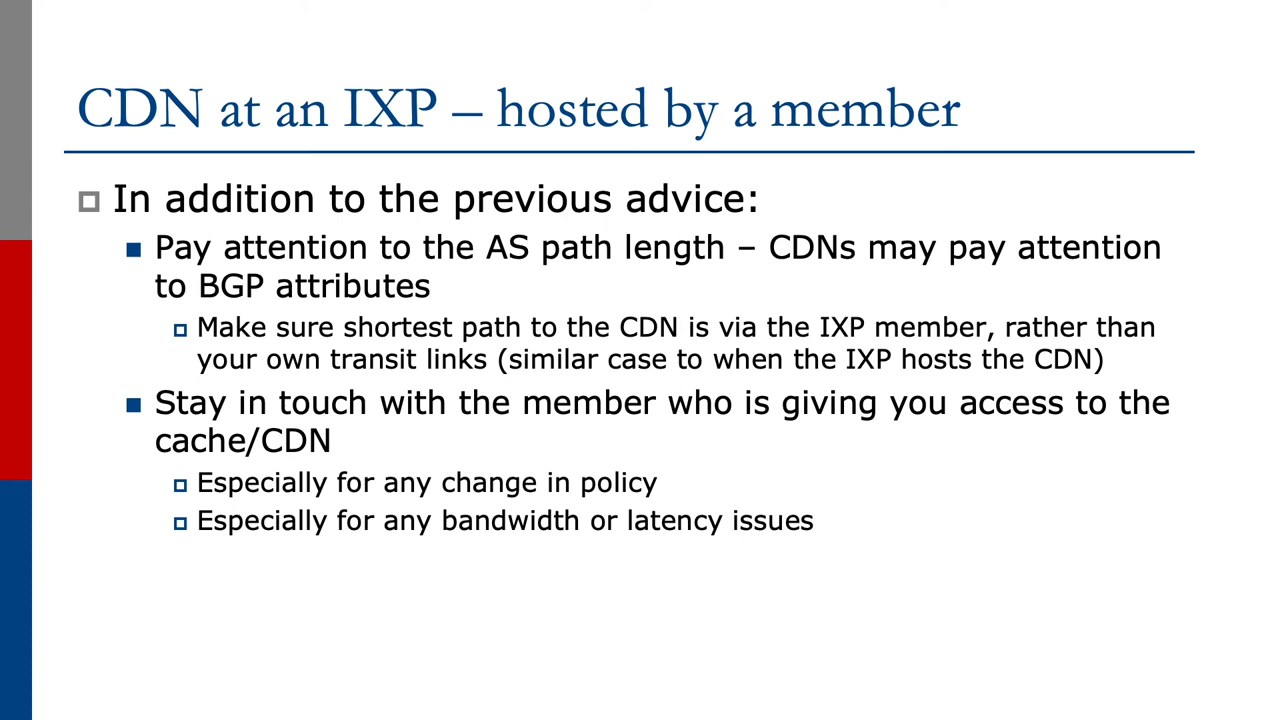 CDN at an IXP – hosted by a member
In addition to the previous advice:
Pay attention to the AS path length – CDNs may pay attention
to BGP attributes
Make sure shortest path to the CDN is via the IXP member, rather than
your own transit links (similar case to when the IXP hosts the CDN)
Stay in touch with the member who is giving you access to the
cache/CDN
Especially for any change in policy
Especially for any bandwidth or latency issues